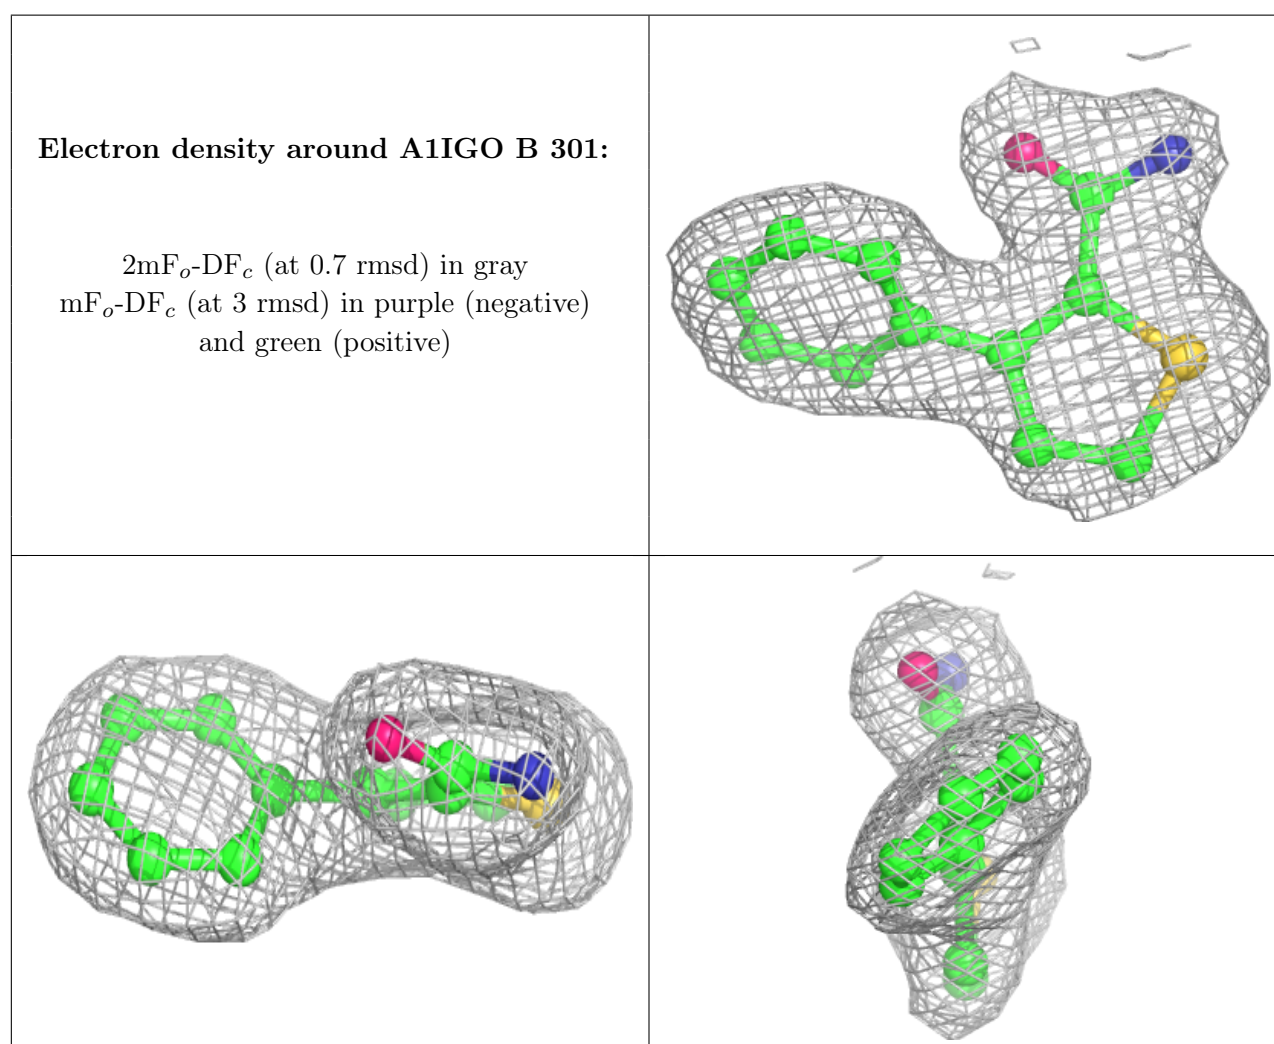 Electron density around A1IGO B 301:
2mFo-DFc (at 0.7 rmsd) in gray
mFo-DFc (at 3 rmsd) in purple (negative)
and green (positive)